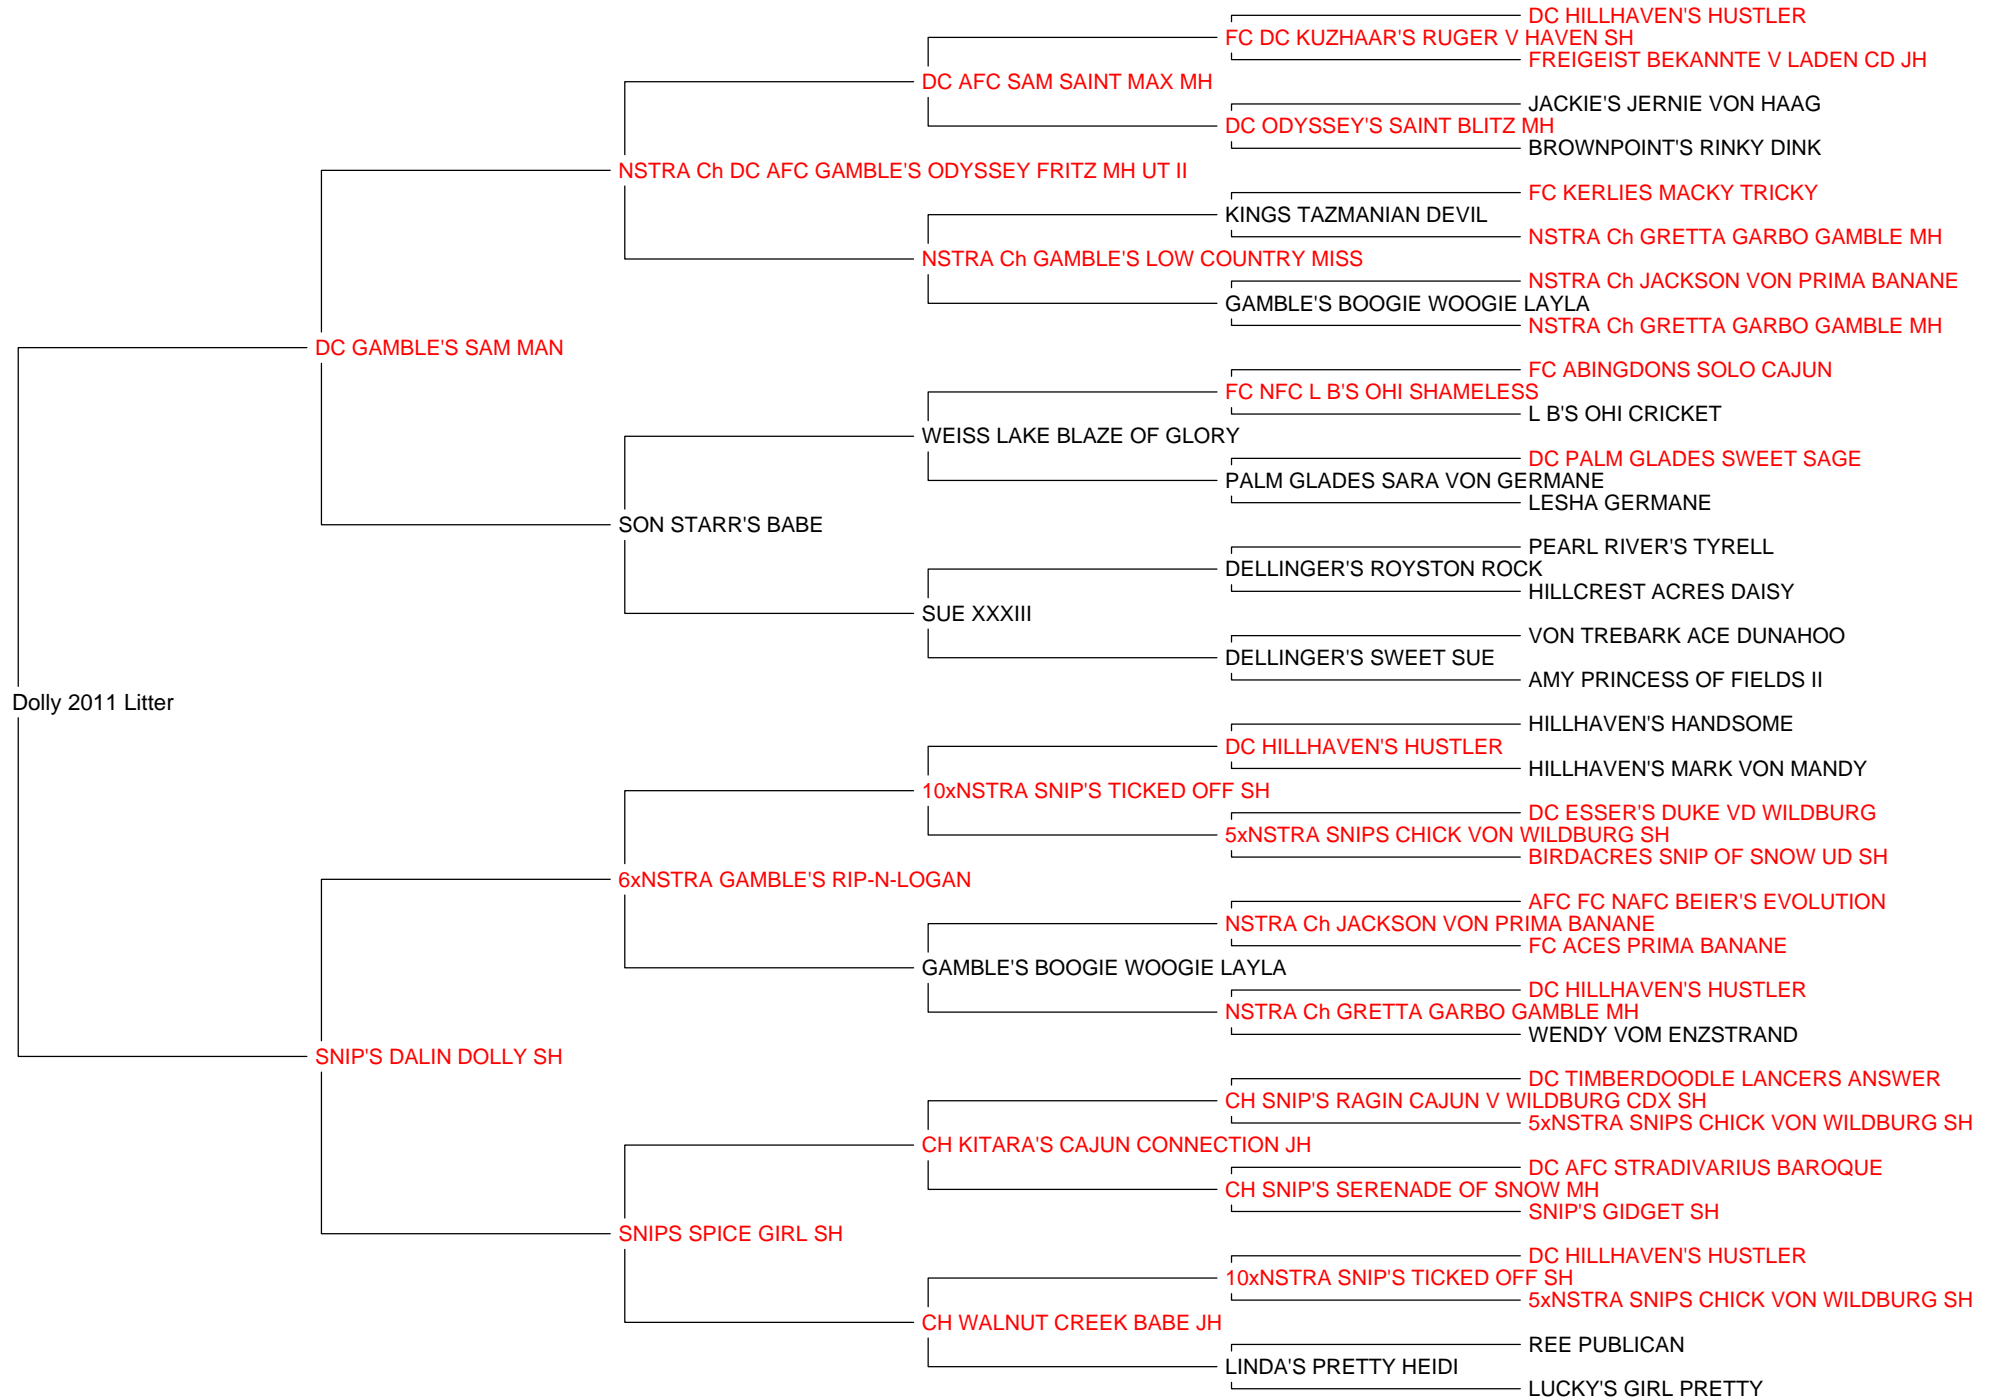 DC HILLHAVEN'S HUSTLER
FC DC KUZHAAR'S RUGER V HAVEN SH
FREIGEIST BEKANNTE V LADEN CD JH
DC AFC SAM SAINT MAX MH
JACKIE'S JERNIE VON HAAG
DC ODYSSEY'S SAINT BLITZ MH
BROWNPOINT'S RINKY DINK
NSTRA Ch DC AFC GAMBLE'S ODYSSEY FRITZ MH UT II
FC KERLIES MACKY TRICKY
KINGS TAZMANIAN DEVIL
NSTRA Ch GRETTA GARBO GAMBLE MH
NSTRA Ch GAMBLE'S LOW COUNTRY MISS
NSTRA Ch JACKSON VON PRIMA BANANE
GAMBLE'S BOOGIE WOOGIE LAYLA
NSTRA Ch GRETTA GARBO GAMBLE MH
DC GAMBLE'S SAM MAN
FC ABINGDONS SOLO CAJUN
FC NFC L B'S OHI SHAMELESS
L B'S OHI CRICKET
WEISS LAKE BLAZE OF GLORY
DC PALM GLADES SWEET SAGE
PALM GLADES SARA VON GERMANE
LESHA GERMANE
SON STARR'S BABE
PEARL RIVER'S TYRELL
DELLINGER'S ROYSTON ROCK
HILLCREST ACRES DAISY
SUE XXXIII
VON TREBARK ACE DUNAHOO
DELLINGER'S SWEET SUE
AMY PRINCESS OF FIELDS II
Dolly 2011 Litter
HILLHAVEN'S HANDSOME
DC HILLHAVEN'S HUSTLER
HILLHAVEN'S MARK VON MANDY
10xNSTRA SNIP'S TICKED OFF SH
DC ESSER'S DUKE VD WILDBURG
5xNSTRA SNIPS CHICK VON WILDBURG SH
BIRDACRES SNIP OF SNOW UD SH
6xNSTRA GAMBLE'S RIP-N-LOGAN
AFC FC NAFC BEIER'S EVOLUTION
NSTRA Ch JACKSON VON PRIMA BANANE
FC ACES PRIMA BANANE
GAMBLE'S BOOGIE WOOGIE LAYLA
DC HILLHAVEN'S HUSTLER
NSTRA Ch GRETTA GARBO GAMBLE MH
WENDY VOM ENZSTRAND
SNIP'S DALIN DOLLY SH
DC TIMBERDOODLE LANCERS ANSWER
CH SNIP'S RAGIN CAJUN V WILDBURG CDX SH
5xNSTRA SNIPS CHICK VON WILDBURG SH
CH KITARA'S CAJUN CONNECTION JH
DC AFC STRADIVARIUS BAROQUE
CH SNIP'S SERENADE OF SNOW MH
SNIP'S GIDGET SH
SNIPS SPICE GIRL SH
DC HILLHAVEN'S HUSTLER
10xNSTRA SNIP'S TICKED OFF SH
5xNSTRA SNIPS CHICK VON WILDBURG SH
CH WALNUT CREEK BABE JH
REE PUBLICAN
LINDA'S PRETTY HEIDI
LUCKY'S GIRL PRETTY